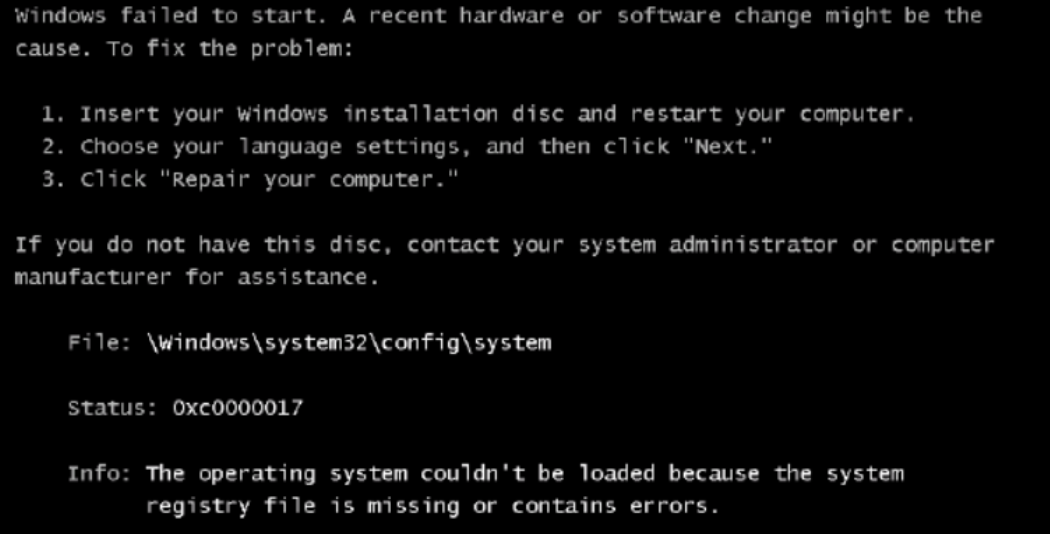 Windows failed to start. A recent hardware or software change might be the
cause. To fix the problem:
1. Insert your Windows installation disc and restart your computer.
2. Choose your language settings, and then click "Next."
3. Click "Repair your computer."
If you do not have this disc, contact your system administrator or computer
manufacturer for assistance.
File: \Windows\system32\config\system
Status: 0xc0000017
Info: The operating system couldn't be loaded because the system
registry file is missing or contains errors.